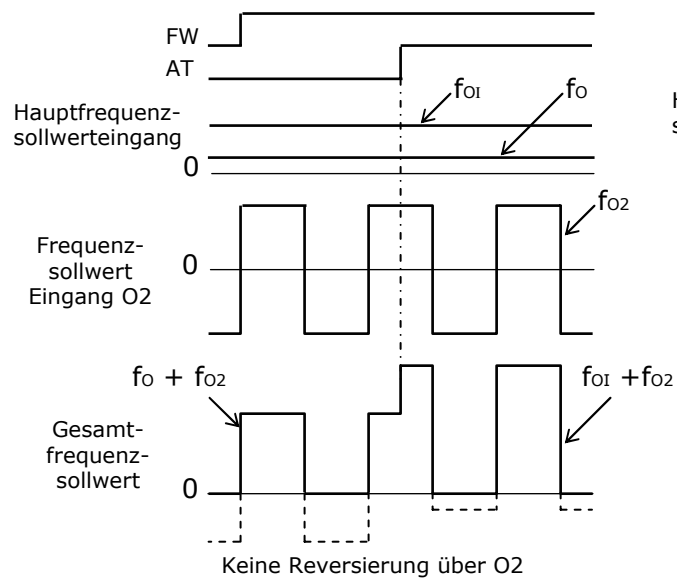 FW
AT
fOI
fO
Hauptfrequenz-
sollwerteingang
0
fO2
Frequenz-
sollwert
Eingang O2
0
fO + fO2
fOI +fO2
Gesamt-
frequenz-
sollwert
0
Keine Reversierung über O2